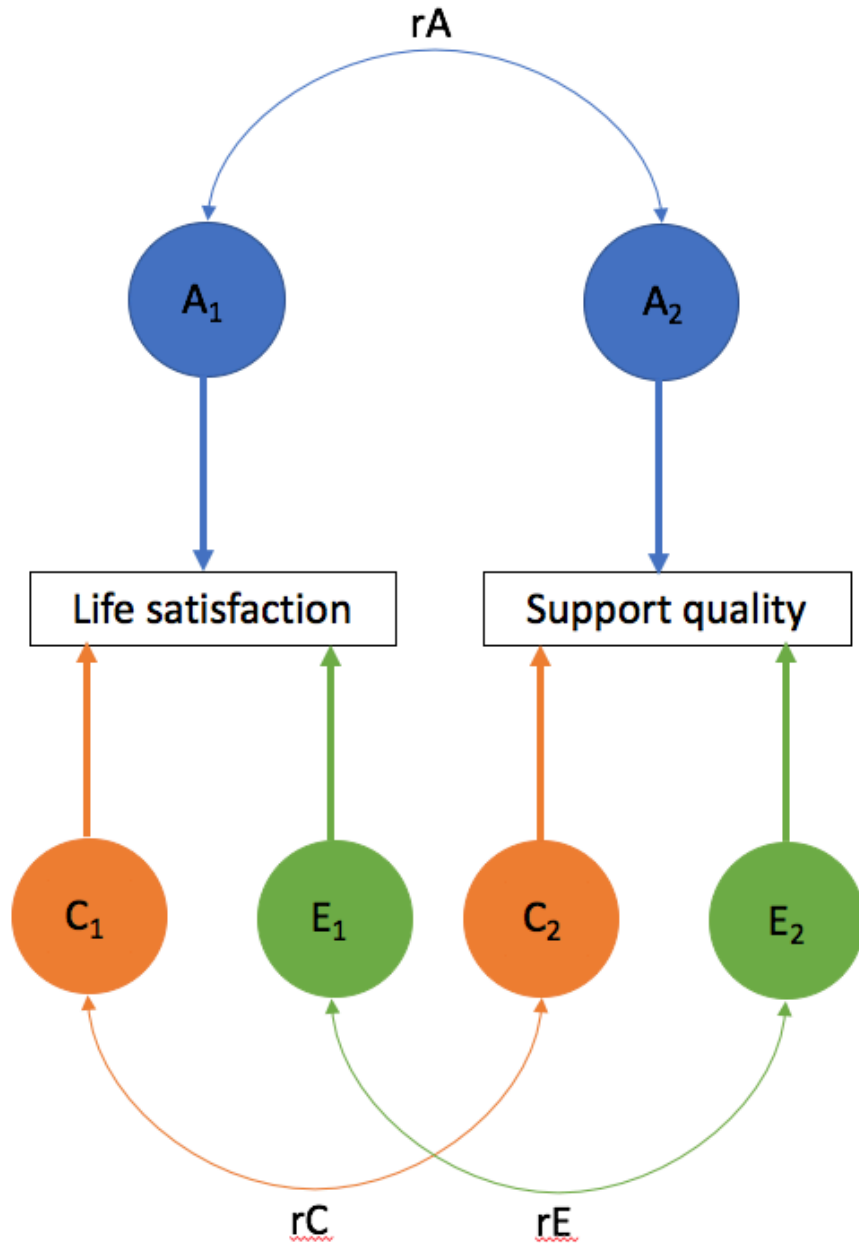 rA
A₁
A₂
Life satisfaction
Support quality
C₁
E₁
C₂
E₂
rC
rE